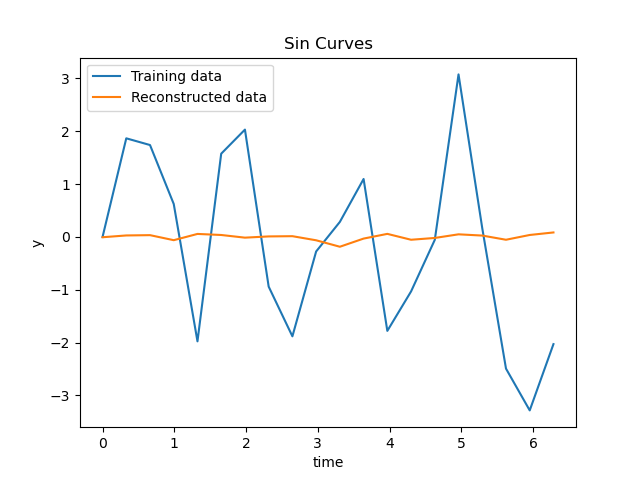 Sin Curves
Training data
Reconstructed data
y
3
2
1
0
−1
−2
−3
0 1 2 3 4 5 6
time